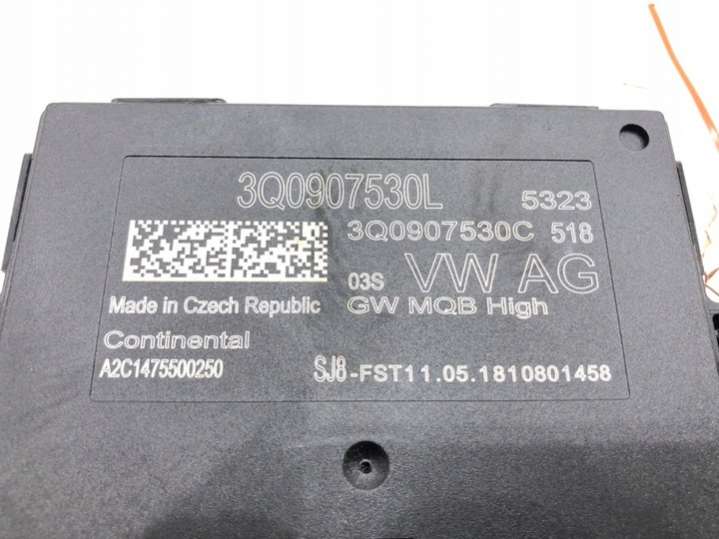 3Q0907530L 5323
3Q0907530C 518
03S VW AG
Made in Czech Republic GW MQB High
Continental
A2C1475500250 SJ8-FST11.05.1810801458